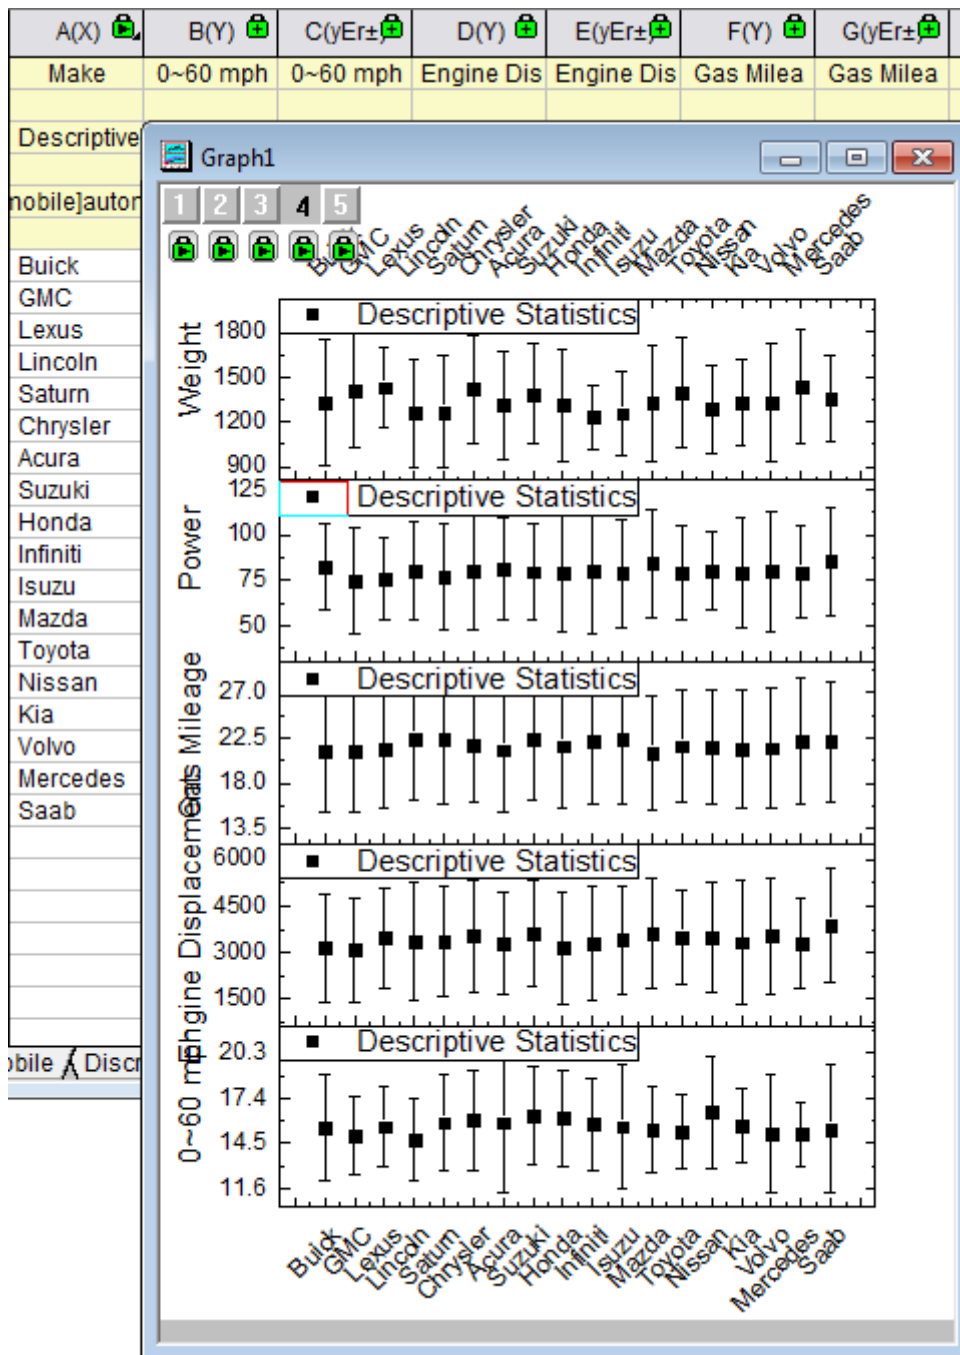 A(X) B(Y) C(yEr±) D(Y) E(yEr±) F(Y) G(yEr±)
Make 0~60 mph 0~60 mph Engine Dis Engine Dis Gas Milea Gas Milea
Descriptive
Graph1
nobile]auton
1 2 3 4 5
Buick GMC Lexus Lincoln Saturn Chrysler Acura Suzuki Honda Infiniti Isuzu Mazda Toyota Nissan Kia Volvo Mercedes Saab
Buick
GMC
Lexus
Lincoln
Saturn
Chrysler
Acura
Suzuki
Honda
Infiniti
Isuzu
Mazda
Toyota
Nissan
Kia
Volvo
Mercedes
Saab
obile Discr
Weight
Descriptive Statistics
1800
1500
1200
900
Power
Descriptive Statistics
125
100
75
50
Gas Mileage
Descriptive Statistics
27.0
22.5
18.0
13.5
Engine Displacement
Descriptive Statistics
6000
4500
3000
1500
0~60 mph
Descriptive Statistics
20.3
17.4
14.5
11.6
Buick GMC Lexus Lincoln Saturn Chrysler Acura Suzuki Honda Infiniti Isuzu Mazda Toyota Nissan Kia Volvo Mercedes Saab